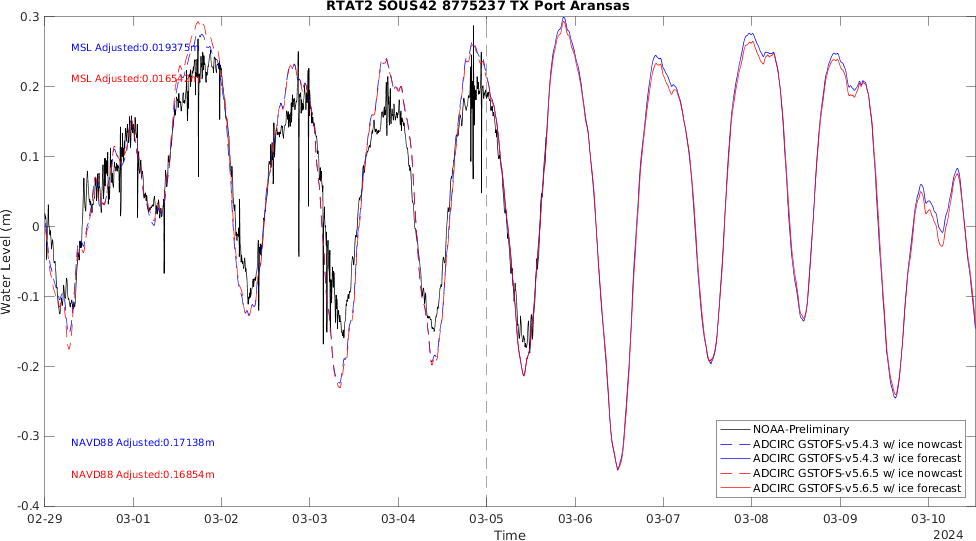 RTAT2 SOUS42 8775237 TX Port Aransas
0.3
MSL Adjusted:0.019375m
MSL Adjusted:0.01654
0.2
0.1
0
-0.1
-0.2
-0.3
-0.4
Water Level (m)
NAVD88 Adjusted:0.17138m
NAVD88 Adjusted:0.16854m
NOAA-Preliminary
ADCIRC GSTOFS-v5.4.3 w/ ice nowcast
ADCIRC GSTOFS-v5.4.3 w/ ice forecast
ADCIRC GSTOFS-v5.6.5 w/ ice nowcast
ADCIRC GSTOFS-v5.6.5 w/ ice forecast
02-29 03-01 03-02 03-03 03-04 03-05 03-06 03-07 03-08 03-09 03-10
Time
2024